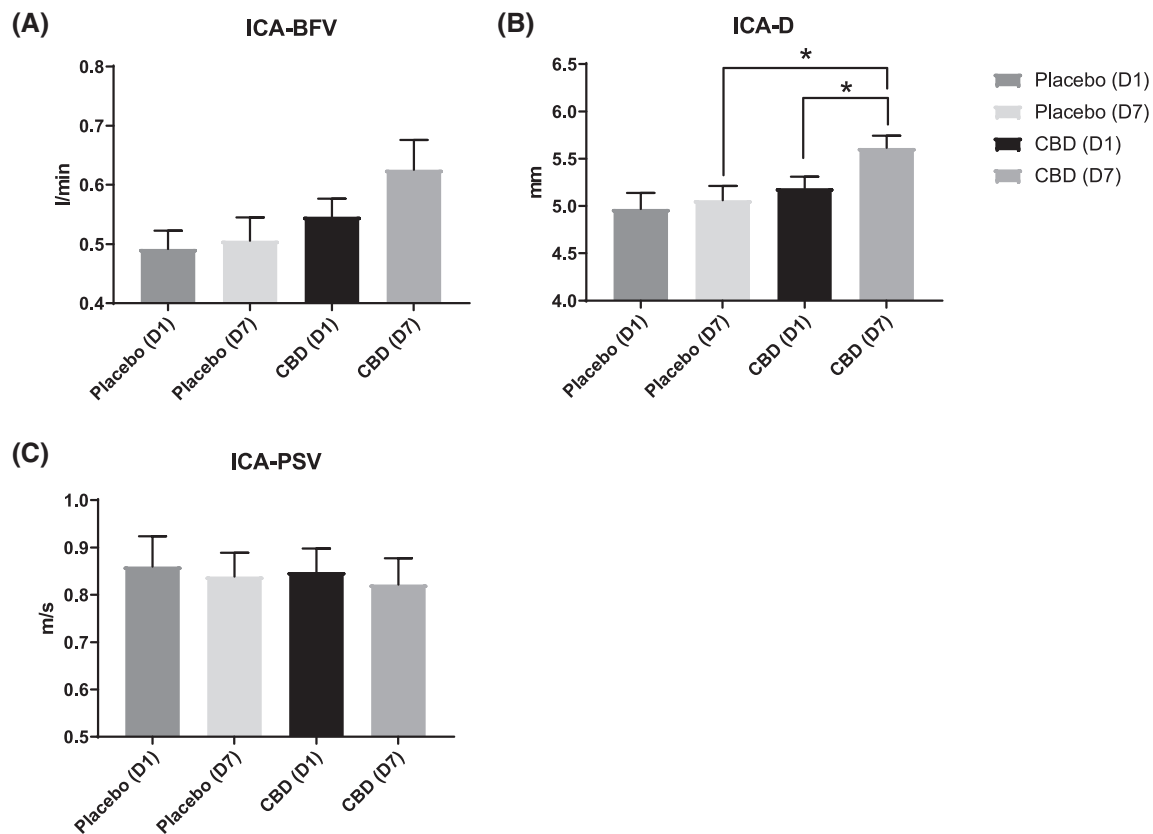 (A)
ICA-BFV
l/min
0.8
0.7
0.6
0.5
0.4
Placebo (D1)
Placebo (D7)
CBD (D1)
CBD (D7)
(B)
ICA-D
mm
6.5
6.0
5.5
5.0
4.5
4.0
*
*
Placebo (D1)
Placebo (D7)
CBD (D1)
CBD (D7)
Placebo (D1)
Placebo (D7)
CBD (D1)
CBD (D7)
(C)
ICA-PSV
m/s
1.0
0.9
0.8
0.7
0.6
0.5
Placebo (D1)
Placebo (D7)
CBD (D1)
CBD (D7)